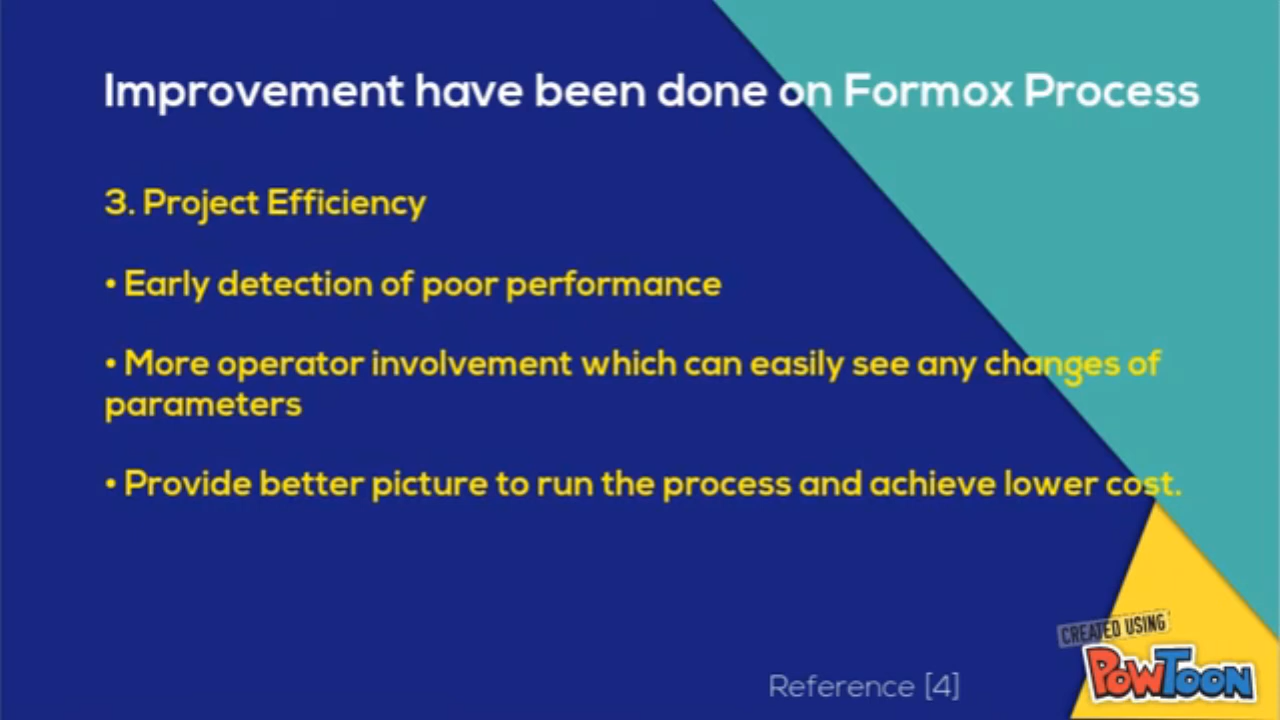 Improvement have been done on Formox Process
3. Project Efficiency
• Early detection of poor performance
• More operator involvement which can easily see any changes of
parameters
• Provide better picture to run the process and achieve lower cost.
CREATED USING
POWTOON
Reference [4]